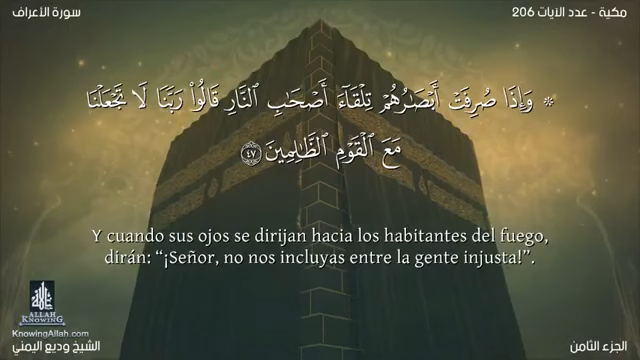 سورة الأعراف
مكية - عدد الآيات 206
* وَإِذَا صُرِفَتْ أَبْصَٰرُهُمْ تِلْقَآءَ أَصْحَٰبِ ٱلنَّارِ قَالُوا۟ رَبَّنَا لَا تَجْعَلْنَا
مَعَ ٱلْقَوْمِ ٱلظَّٰلِمِينَ ٤٧
Y cuando sus ojos se dirijan hacia los habitantes del fuego,
dirán: “¡Señor, no nos incluyas entre la gente injusta!”.
ALLAH
KNOWING
KnowingAllah.com
الشيخ وديع اليمني
الجزء الثامن